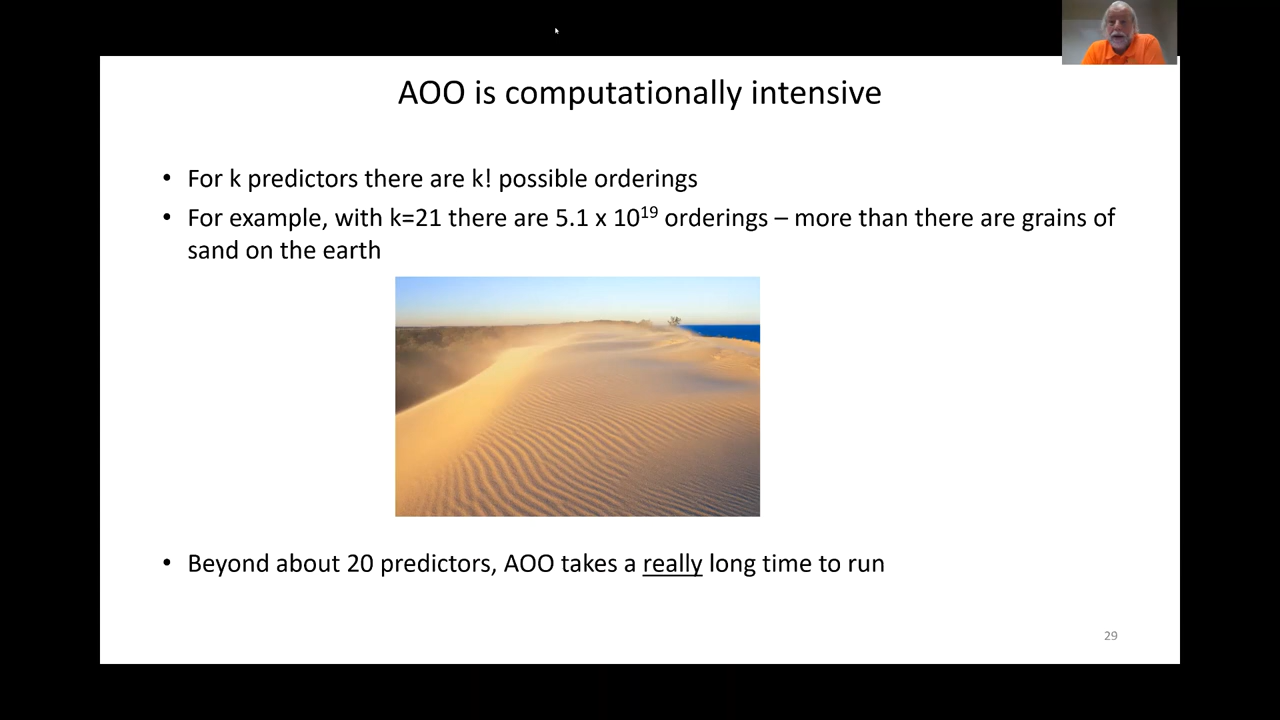 AOO is computationally intensive
• For k predictors there are k! possible orderings
• For example, with k=21 there are 5.1 x 10¹⁹ orderings – more than there are grains of
sand on the earth
• Beyond about 20 predictors, AOO takes a really long time to run
29